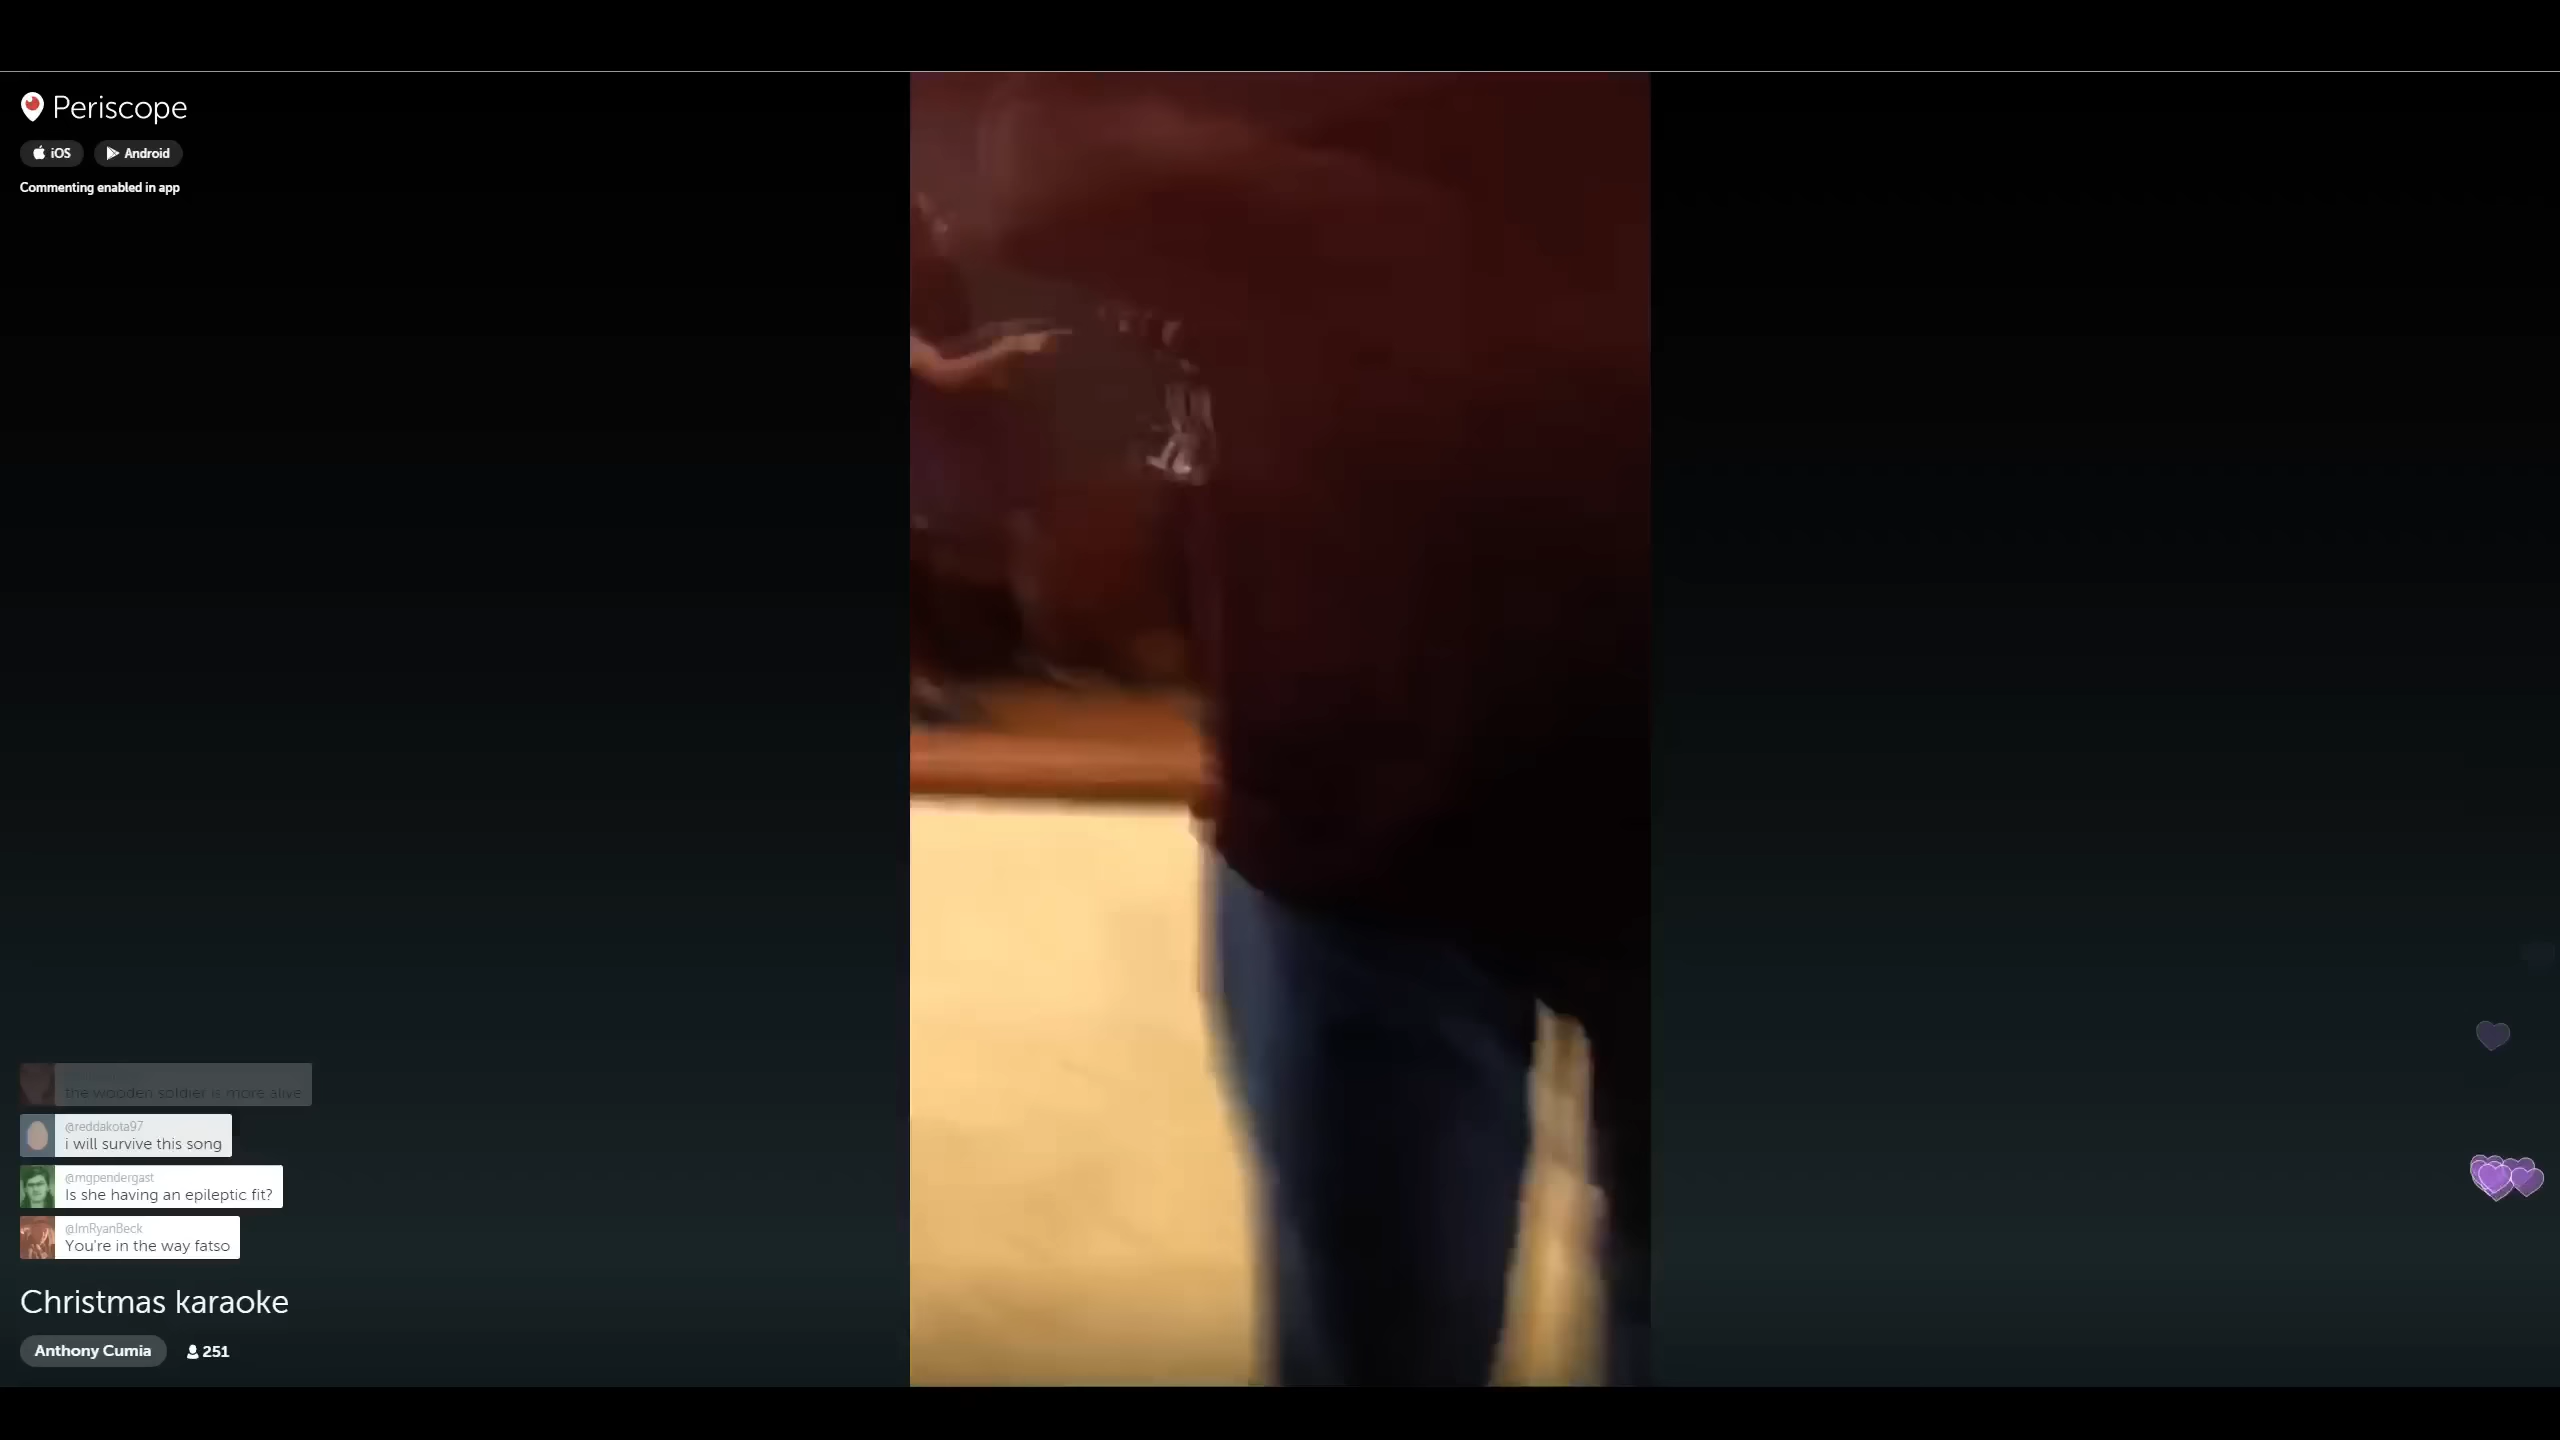 Periscope
iOS
Android
Commenting enabled in app
the wooden soldier is more alive
@reddakota97
i will survive this song
@mgpendergast
Is she having an epileptic fit?
@ImRyanBeck
You're in the way fatso
Christmas karaoke
Anthony Cumia
251